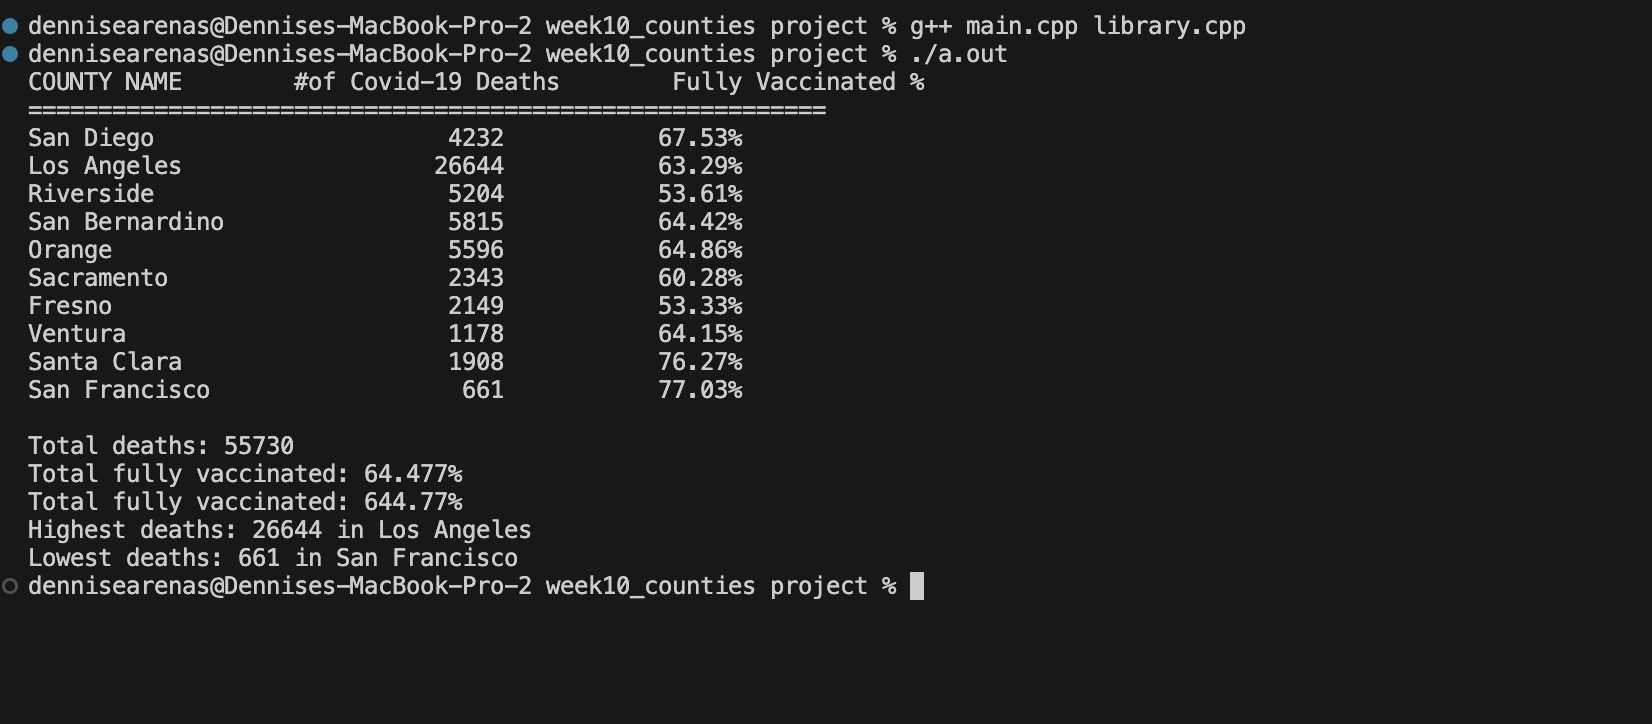 dennisearenas@Dennises-MacBook-Pro-2 week10_counties project % g++ main.cpp library.cpp
dennisearenas@Dennises-MacBook-Pro-2 week10_counties project % ./a.out
COUNTY NAME        #of Covid-19 Deaths        Fully Vaccinated %
=========================================================
San Diego                     4232           67.53%
Los Angeles                  26644           63.29%
Riverside                     5204           53.61%
San Bernardino                5815           64.42%
Orange                        5596           64.86%
Sacramento                    2343           60.28%
Fresno                        2149           53.33%
Ventura                       1178           64.15%
Santa Clara                   1908           76.27%
San Francisco                  661           77.03%

Total deaths: 55730
Total fully vaccinated: 64.477%
Total fully vaccinated: 644.77%
Highest deaths: 26644 in Los Angeles
Lowest deaths: 661 in San Francisco
dennisearenas@Dennises-MacBook-Pro-2 week10_counties project %